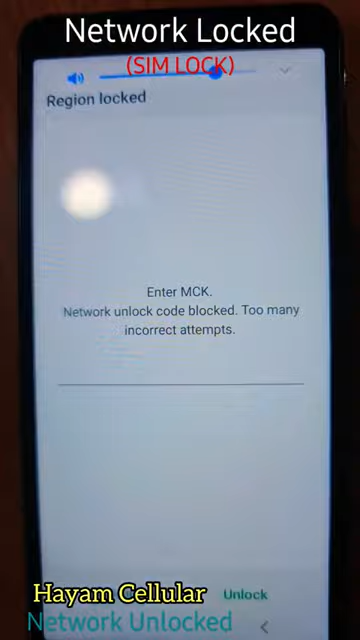 Network Locked
(SIM LOCK)
Region locked
Enter MCK.
Network unlock code blocked. Too many
incorrect attempts.
Hayam Cellular
Unlock
Network Unlocked